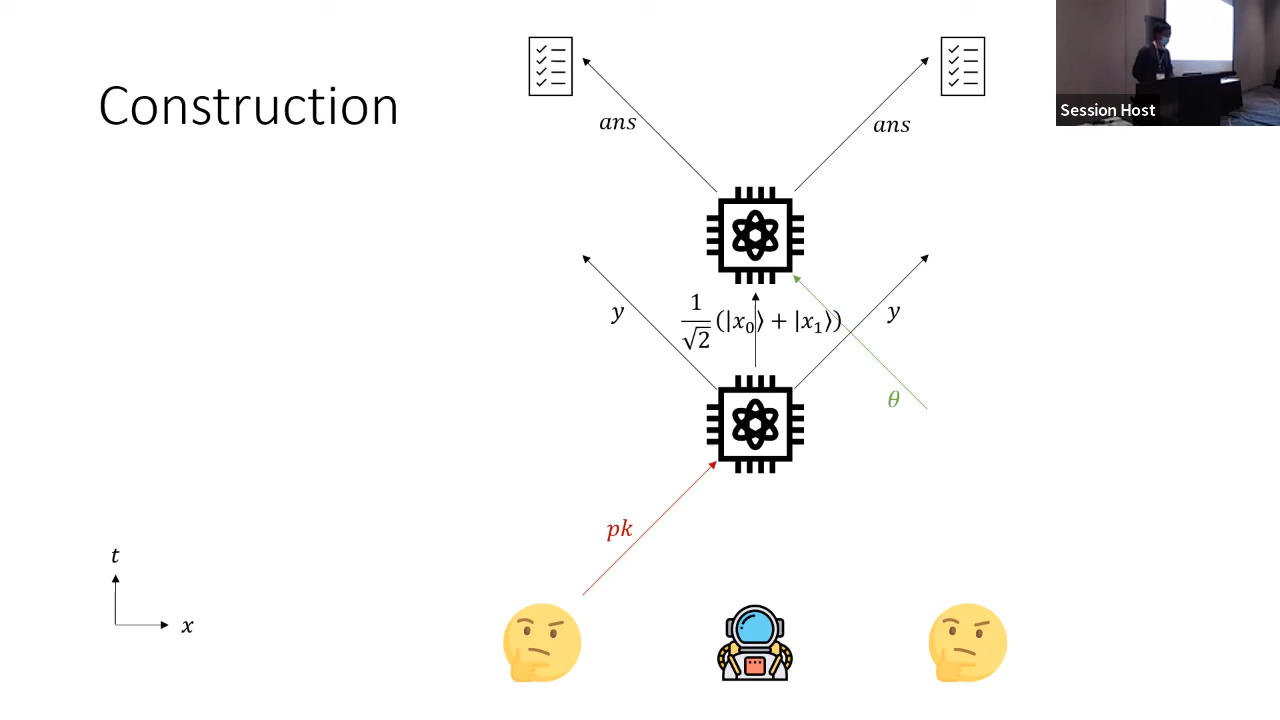 Construction
Session Host
ans
ans
y
1/√2 (|x₀⟩ + |x₁⟩)
y
θ
pk
t
x